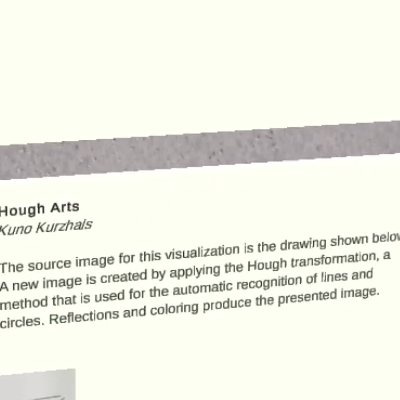 Hough Arts
Kuno Kurzhals
The source image for this visualization is the drawing shown below
A new image is created by applying the Hough transformation, a
method that is used for the automatic recognition of lines and
circles. Reflections and coloring produce the presented image.